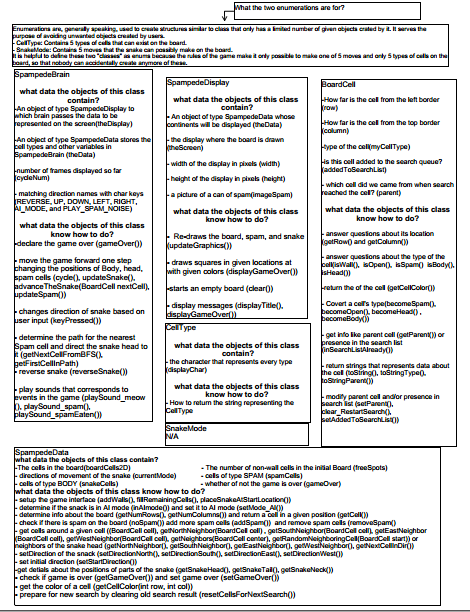 What the two enumerations are for?
Enumerations, are, generally speaking, used to create structures similar to class that only has a limited number of given objects crated by it. It serves the
purpose of avoiding unwanted objects created by users.
- CellType: Contains 5 types of cells that can exist on the board.
- SnakeMode: Contains 5 moves that the snake can possibly make on the board.
It is helpful to define these two "classes" as enums because the rules of the game make it only possible to make one of 5 moves and only 5 types of cells on the
board, so that nobody can accidentally create anymore of these.
SpampedeBrain
what data the objects of this class
contain?
-An object of type SpampedeDisplay to
which brain passes the data to be
represented on the screen(theDisplay)
-An object of type SpampedeData stores the
cell types and other variables in
SpampedeBrain (theData)
-number of frames displayed so far
(cycleNum)
- matching direction names with char keys
(REVERSE, UP, DOWN, LEFT, RIGHT,
AI_MODE, and PLAY_SPAM_NOISE)
what data the objects of this class
know how to do?
-declare the game over (gameOver())
- move the game forward one step
changing the positions of Body, head,
spam cells (cycle(), updateSnake(),
advanceTheSnake(BoardCell nextCell),
updateSpam())
- changes direction of snake based on
user input (keyPressed())
- determine the path for the nearest
Spam cell and direct the snake head to
it (getNextCellFromBFS(),
getFirstCellInPath)
- reverse snake (reverseSnake())
- play sounds that corresponds to
events in the game (playSound_meow
(), playSound_spam(),
playSound_spamEaten())
SpampedeDisplay
what data the objects of this class
contain?
- An object of type SpampedeData whose
continents will be displayed (theData)
- the display where the board is drawn
(theScreen)
- width of the display in pixels (width)
- height of the display in pixels (height)
- a picture of a can of spam(imageSpam)
what data the objects of this class
know how to do?
- Re=draws the board, spam, and snake
(updateGraphics())
- draws squares in given locations at
with given colors (displayGameOver())
-starts an empty board (clear())
- display messages (displayTitle(),
displayGameOver())
CellType
what data the objects of this class
contain?
- the character that represents every type
(displayChar)
what data the objects of this class
know how to do?
- How to return the string representing the
CellType
SnakeMode
N/A
BoardCell
-How far is the cell from the left border
(row)
-How far is the cell from the top border
(column)
-type of the cell(myCellType)
-is this cell added to the search queue?
(addedToSearchList)
- which cell did we came from when search
reached the cell? (parent)
what data the objects of this class
know how to do?
- answer questions about its location
(getRow() and getColumn())
- answer questions about the type of the
cell(isWall(), isOpen(), isSpam() isBody(),
isHead())
-return the of the cell (getCellColor())
- Covert a cell's type(becomeSpam(),
becomeOpen(), becomeHead() ,
becomeBody())
- get info like parent cell (getParent()) or
presence in the search list
(inSearchListAlready())
- return strings that represents data about
the cell (toString(), toStringType(),
toStringParent())
- modify parent cell and/or presence in
search list (setParent(),
clear_RestartSearch(),
setAddedToSearchList())
SpampedeData
what data the objects of this class contain?
-The cells in the board(boardCells2D) - The number of non-wall cells in the initial Board (freeSpots)
- directions of movement of the snake (currentMode) - cells of type SPAM (spamCells)
- cells of type BODY (snakeCells) - whether of not the game is over (gameOver)
what data the objects of this class know how to do?
- setup the game interface (addWalls(), fillRemainingCells(), placeSnakeAtStartLocation())
- determine if the snack is in AI mode (inAImode()) and set it to AI mode (setMode_AI())
- determine info about the board (getNumRows(), getNumColumns()) and return a cell in a given position (getCell())
- check if there is spam on the board (noSpam()) add more spam cells (addSpam()) and remove spam cells (removeSpam())
- get cells around a given cell ((BoardCell cell), getNorthNeighbor(BoardCell cell) , getSouthNeighbor(BoardCell cell), getEastNeighbor
(BoardCell cell), getWestNeighbor(BoardCell cell), getNeighbors(BoardCell center), getRandomNeighboringCell(BoardCell start)) or
neighbors of the snake head (getNorthNeighbor(), getSouthNeighbor(), getEastNeighbor(), getWestNeighbor(), getNextCellInDir())
- setDirection of the snack (setDirectionNorth(), setDirectionSouth(), setDirectionEast(), setDirectionWest())
- set initial direction (setStartDirection())
-get detials about the positions of parts of the snake (getSnakeHead(), getSnakeTail(), getSnakeNeck())
- check if game is over (getGameOver()) and set game over (setGameOver())
- get the color of a cell (getCellColor(int row, int col))
- prepare for new search by clearing old search result (resetCellsForNextSearch())